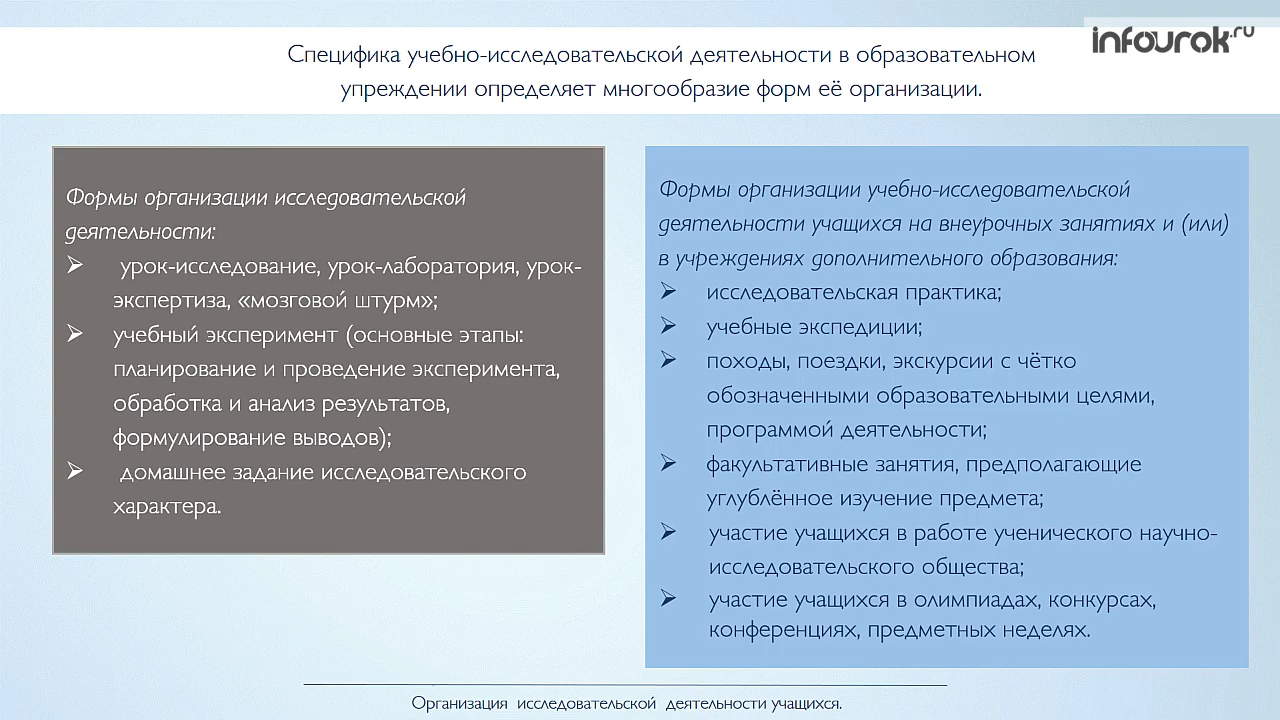 infourok.ru
Специфика учебно-исследовательской деятельности в образовательном
упреждении определяет многообразие форм её организации.
Формы организации исследовательской
деятельности:
➢ урок-исследование, урок-лаборатория, урок-
экспертиза, «мозговой штурм»;
➢ учебный эксперимент (основные этапы:
планирование и проведение эксперимента,
обработка и анализ результатов,
формулирование выводов);
➢ домашнее задание исследовательского
характера.
Формы организации учебно-исследовательской
деятельности учащихся на внеурочных занятиях и (или)
в учреждениях дополнительного образования:
➢ исследовательская практика;
➢ учебные экспедиции;
➢ походы, поездки, экскурсии с чётко
обозначенными образовательными целями,
программой деятельности;
➢ факультативные занятия, предполагающие
углублённое изучение предмета;
➢ участие учащихся в работе ученического научно-
исследовательского общества;
➢ участие учащихся в олимпиадах, конкурсах,
конференциях, предметных неделях.
Организация исследовательской деятельности учащихся.